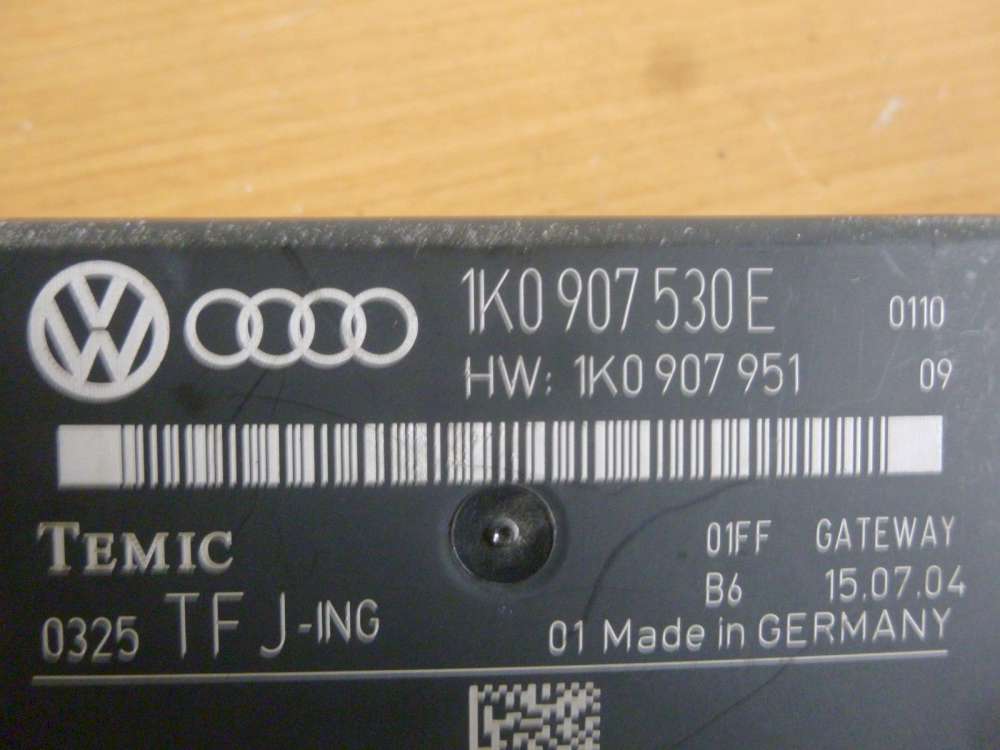 1K0 907 530 E 0110
HW: 1K0 907 951 09
TEMIC
01FF GATEWAY
B6 15.07.04
0325 TFJ-ING
01 Made in GERMANY